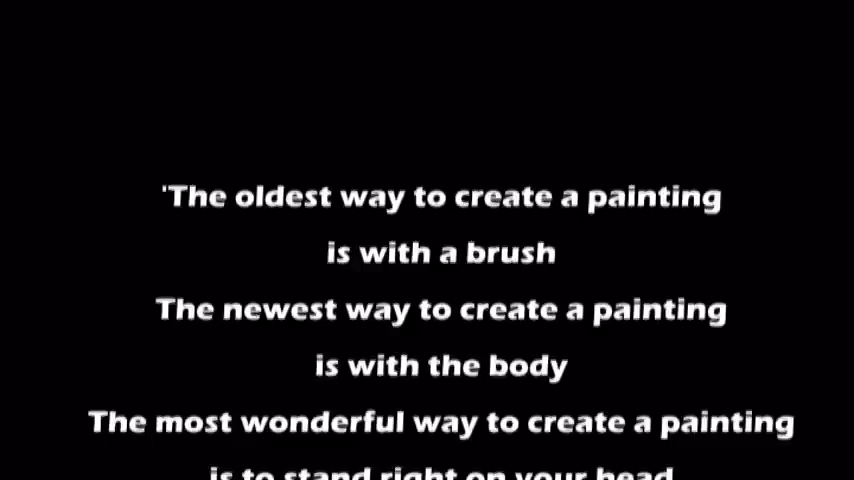 'The oldest way to create a painting
is with a brush
The newest way to create a painting
is with the body
The most wonderful way to create a painting
is to stand right on your head